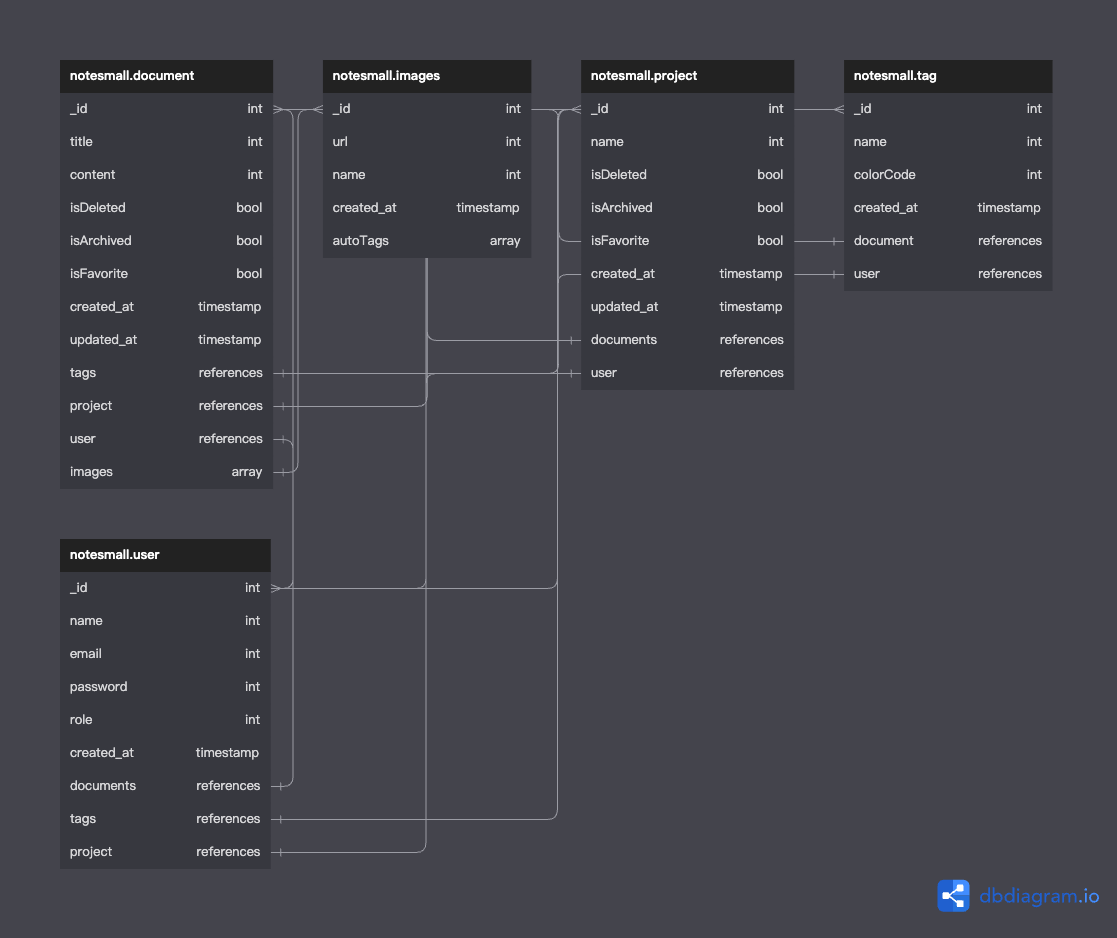 notesmall.document
_id int
title int
content int
isDeleted bool
isArchived bool
isFavorite bool
created_at timestamp
updated_at timestamp
tags references
project references
user references
images array
notesmall.images
_id int
url int
name int
created_at timestamp
autoTags array
notesmall.project
_id int
name int
isDeleted bool
isArchived bool
isFavorite bool
created_at timestamp
updated_at timestamp
documents references
user references
notesmall.tag
_id int
name int
colorCode int
created_at timestamp
document references
user references
notesmall.user
_id int
name int
email int
password int
role int
created_at timestamp
documents references
tags references
project references
dbdiagram.io